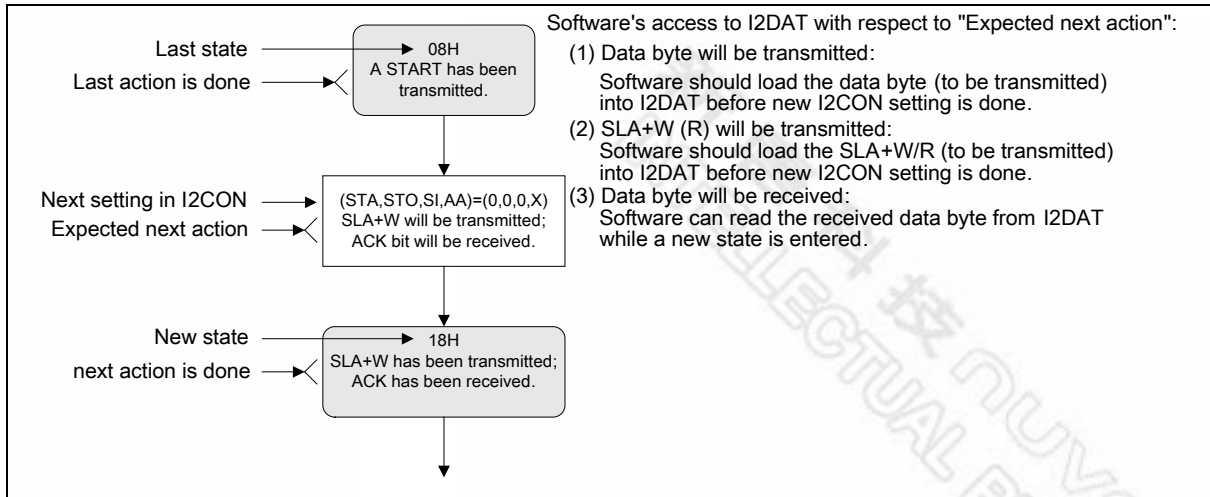 Last state
Last action is done
08H
A START has been
transmitted.
Next setting in I2CON
Expected next action
(STA,STO,SI,AA)=(0,0,0,X)
SLA+W will be transmitted;
ACK bit will be received.
New state
next action is done
18H
SLA+W has been transmitted;
ACK has been received.
Software's access to I2DAT with respect to "Expected next action":
(1) Data byte will be transmitted:
Software should load the data byte (to be transmitted)
into I2DAT before new I2CON setting is done.
(2) SLA+W (R) will be transmitted:
Software should load the SLA+W/R (to be transmitted)
into I2DAT before new I2CON setting is done.
(3) Data byte will be received:
Software can read the received data byte from I2DAT
while a new state is entered.